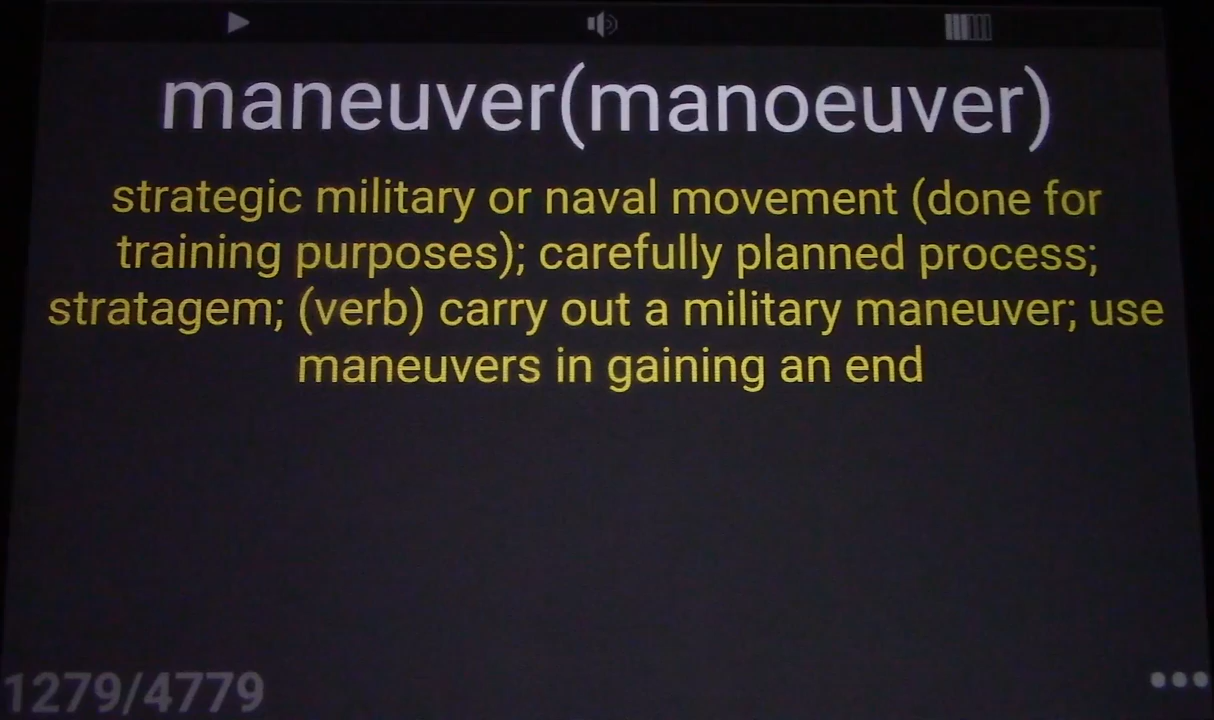 maneuver(manoeuver)
strategic military or naval movement (done for
training purposes); carefully planned process;
stratagem; (verb) carry out a military maneuver; use
maneuvers in gaining an end
1279/4779